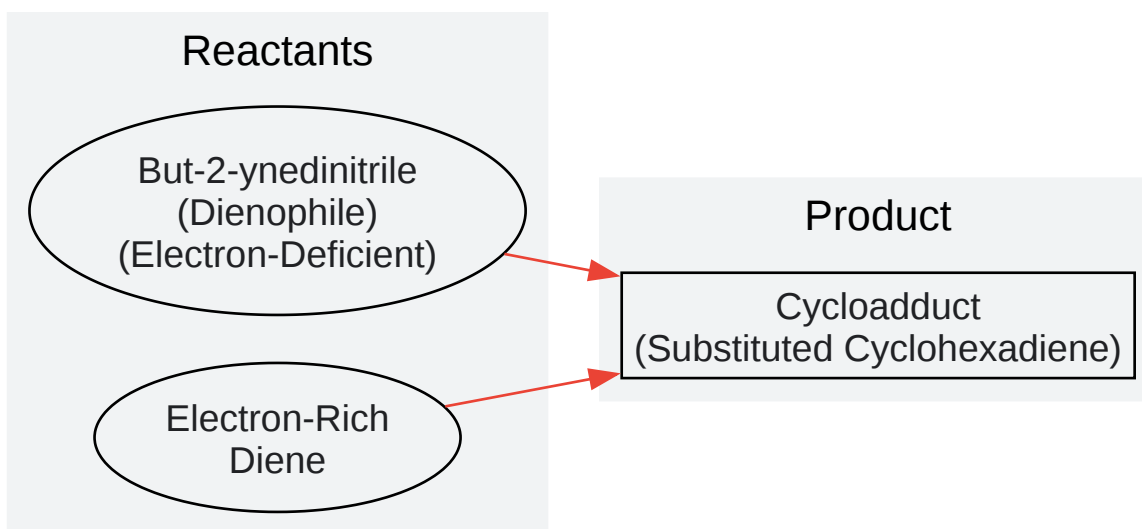 Reactants
But-2-ynedinitrile
(Dienophile)
(Electron-Deficient)
Electron-Rich
Diene
Product
Cycloadduct
(Substituted Cyclohexadiene)